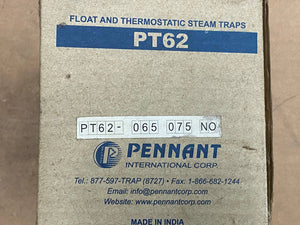 FLOAT AND THERMOSTATIC STEAM TRAPS
PT62
PT62- 065 075 NO
PENNANT
INTERNATIONAL CORP.
Tel.: 877-597-TRAP (8727) • Fax.: 1-866-682-1244
Email: info@pennantcorp.com
Website: www.pennantcorp.com
MADE IN INDIA